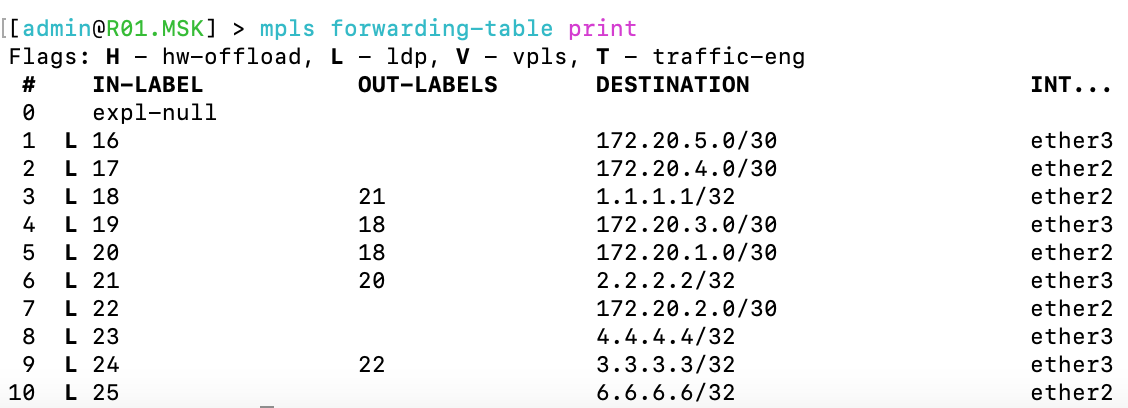 [[admin@R01.MSK] > mpls forwarding-table print
Flags: H - hw-offload, L - ldp, V - vpls, T - traffic-eng
# IN-LABEL OUT-LABELS DESTINATION INT...
0 expl-null
1 L 16 172.20.5.0/30 ether3
2 L 17 172.20.4.0/30 ether2
3 L 18 21 1.1.1.1/32 ether2
4 L 19 18 172.20.3.0/30 ether3
5 L 20 18 172.20.1.0/30 ether2
6 L 21 20 2.2.2.2/32 ether3
7 L 22 172.20.2.0/30 ether2
8 L 23 4.4.4.4/32 ether3
9 L 24 22 3.3.3.3/32 ether3
10 L 25 6.6.6.6/32 ether2